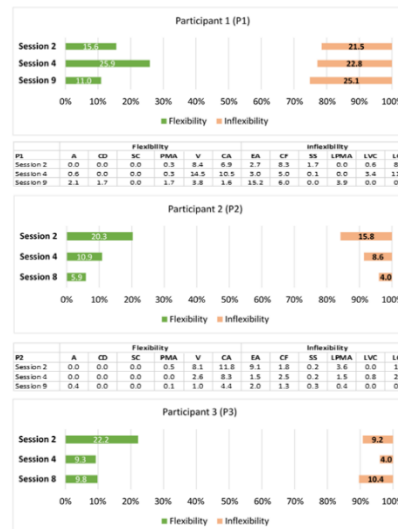 Participant 1 (P1)
Session 2 15.6 21.5
Session 4 25.9 22.8
Session 9 11.0 25.1
0% 10% 20% 30% 40% 50% 60% 70% 80% 90% 100%
Flexibility Inflexibility
Flexibility Inflexibility
P1 A CD SC PMA V CA EA CF SS LPMA LVC
Session 2 0.0 0.0 0.0 0.3 8.4 6.9 2.7 8.3 1.7 0.0 0.6
Session 4 0.6 0.0 0.0 0.3 14.5 10.5 3.0 5.0 0.1 0.0 3.4
Session 9 2.1 1.7 0.0 1.7 3.8 1.6 15.2 6.0 0.0 3.9 0.0
Participant 2 (P2)
Session 2 20.3 15.8
Session 4 10.9 8.6
Session 8 5.9 4.0
0% 10% 20% 30% 40% 50% 60% 70% 80% 90% 100%
Flexibility Inflexibility
Flexibility Inflexibility
P2 A CD SC PMA V CA EA CF SS LPMA LVC
Session 2 0.0 0.0 0.0 0.5 8.1 11.8 9.1 1.8 0.2 3.6 0.0
Session 4 0.0 0.0 0.0 0.0 2.6 8.3 1.5 2.5 0.2 1.5 0.8
Session 9 0.4 0.0 0.0 0.1 1.0 4.4 2.0 1.3 0.3 0.4 0.0
Participant 3 (P3)
Session 2 22.2 9.2
Session 4 9.3 4.0
Session 8 9.8 10.4
0% 10% 20% 30% 40% 50% 60% 70% 80% 90% 100%
Flexibility Inflexibility